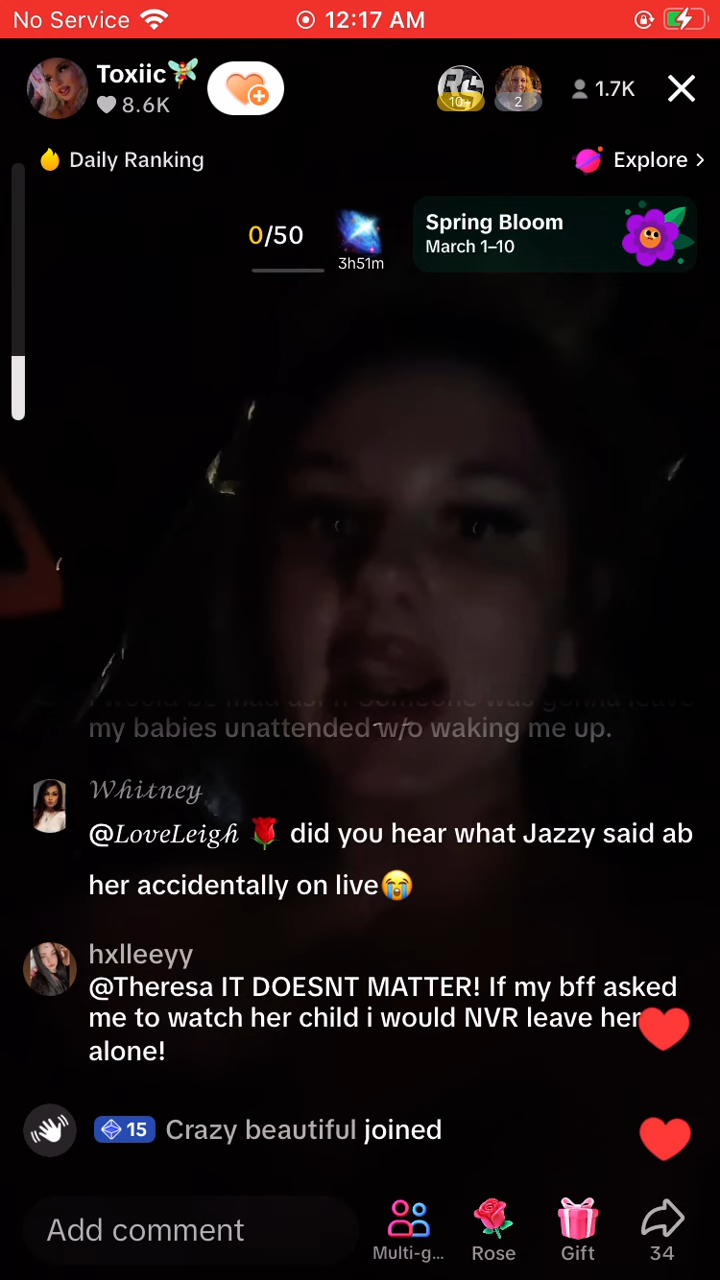 No Service 12:17 AM
Toxiic
8.6K
10+
2
1.7K
Daily Ranking
Explore >
0/50
3h51m
Spring Bloom
March 1–10
my babies unattended w/o waking me up.
Whitney
@LoveLeigh 🌹 did you hear what Jazzy said ab
her accidentally on live😭
hxlleeyy
@Theresa IT DOESNT MATTER! If my bff asked
me to watch her child i would NVR leave her
alone!
15 Crazy beautiful joined
Add comment
Multi-g...
Rose
Gift
34